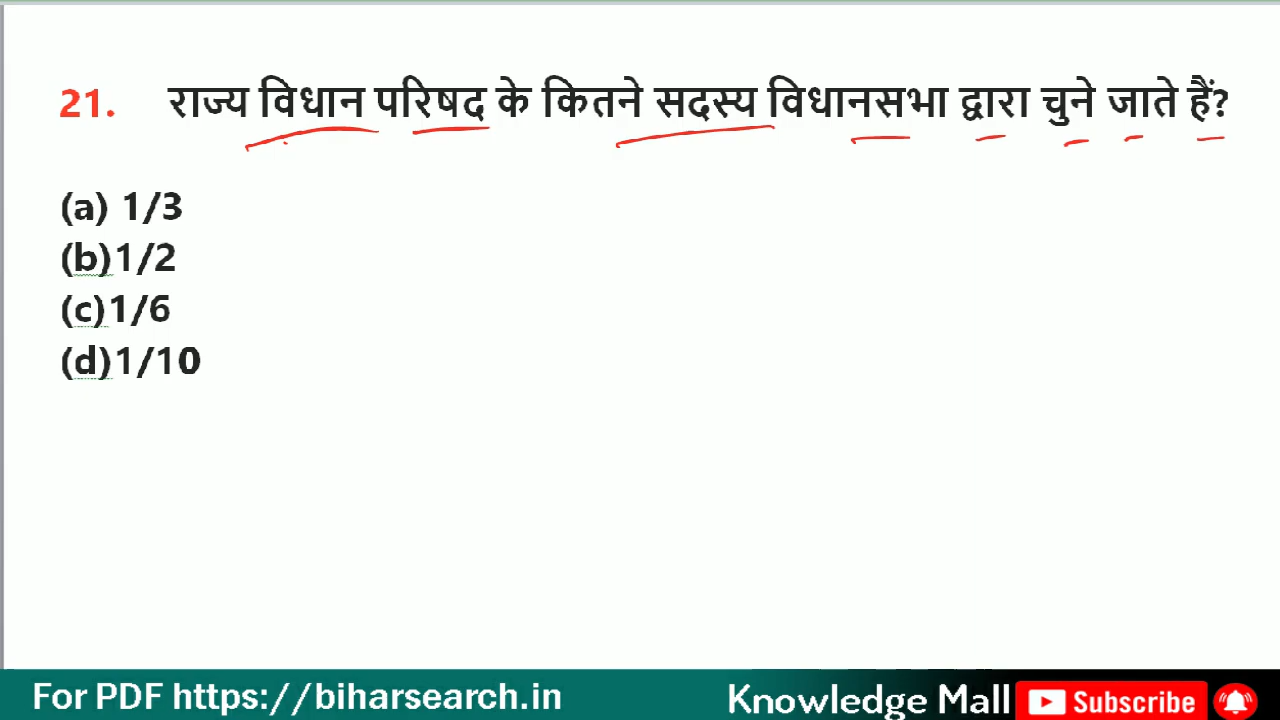 21. राज्य विधान परिषद के कितने सदस्य विधानसभा द्वारा चुने जाते हैं?
(a) 1/3
(b)1/2
(c)1/6
(d)1/10
For PDF https://biharsearch.in Knowledge Mall Subscribe